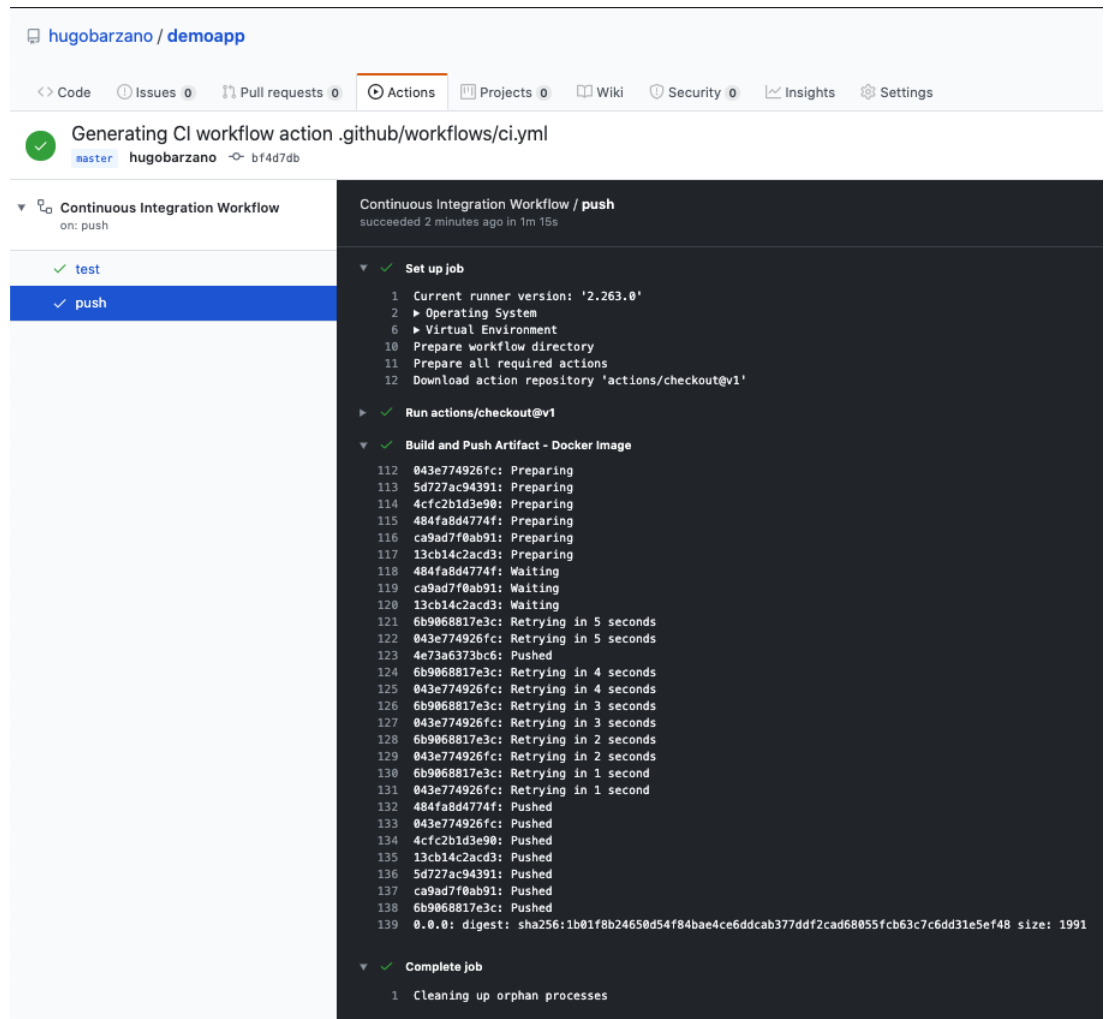 hugobarzano / demoapp
Code Issues 0 Pull requests 0 Actions Projects 0 Wiki Security 0 Insights Settings
Generating CI workflow action .github/workflows/ci.yml
master hugobarzano bf4d7db
Continuous Integration Workflow
on: push
test
push
Continuous Integration Workflow / push
succeeded 2 minutes ago in 1m 15s
Set up job
1 Current runner version: '2.263.0'
2 Operating System
6 Virtual Environment
10 Prepare workflow directory
11 Prepare all required actions
12 Download action repository 'actions/checkout@v1'
Run actions/checkout@v1
Build and Push Artifact - Docker Image
112 043e774926fc: Preparing
113 5d727ac94391: Preparing
114 4cfc2b1d3e90: Preparing
115 484fa8d4774f: Preparing
116 ca9ad7f0ab91: Preparing
117 13cb14c2acd3: Preparing
118 484fa8d4774f: Waiting
119 ca9ad7f0ab91: Waiting
120 13cb14c2acd3: Waiting
121 6b9068817e3c: Retrying in 5 seconds
122 043e774926fc: Retrying in 5 seconds
123 4e73a6373bc6: Pushed
124 6b9068817e3c: Retrying in 4 seconds
125 043e774926fc: Retrying in 4 seconds
126 6b9068817e3c: Retrying in 3 seconds
127 043e774926fc: Retrying in 3 seconds
128 6b9068817e3c: Retrying in 2 seconds
129 043e774926fc: Retrying in 2 seconds
130 6b9068817e3c: Retrying in 1 second
131 043e774926fc: Retrying in 1 second
132 484fa8d4774f: Pushed
133 043e774926fc: Pushed
134 4cfc2b1d3e90: Pushed
135 13cb14c2acd3: Pushed
136 5d727ac94391: Pushed
137 ca9ad7f0ab91: Pushed
138 6b9068817e3c: Pushed
139 0.0.0: digest: sha256:1b01f8b24650d54f84bae4ce6ddcab377ddf2cad68055fcb63c7c6dd31e5ef48 size: 1991
Complete job
1 Cleaning up orphan processes